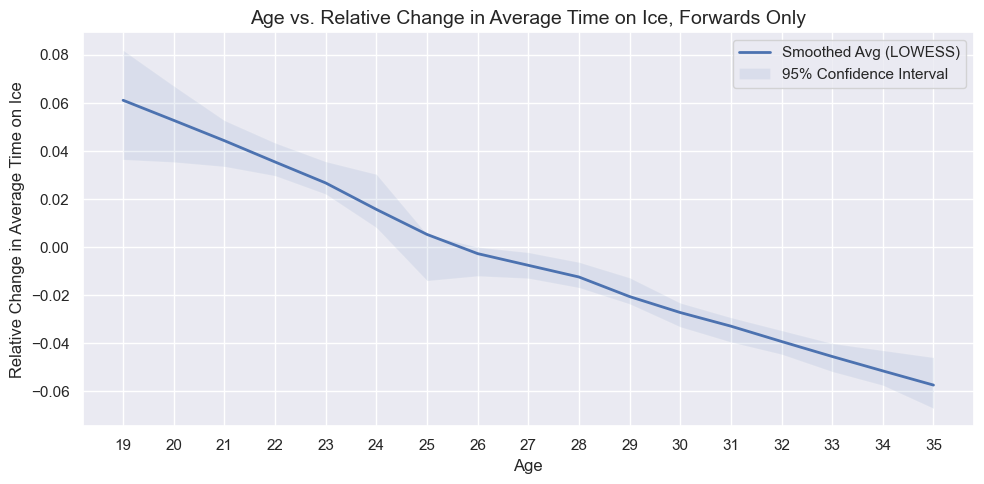 Age vs. Relative Change in Average Time on Ice, Forwards Only
Smoothed Avg (LOWESS)
95% Confidence Interval
Relative Change in Average Time on Ice
0.08
0.06
0.04
0.02
0.00
−0.02
−0.04
−0.06
19 20 21 22 23 24 25 26 27 28 29 30 31 32 33 34 35
Age